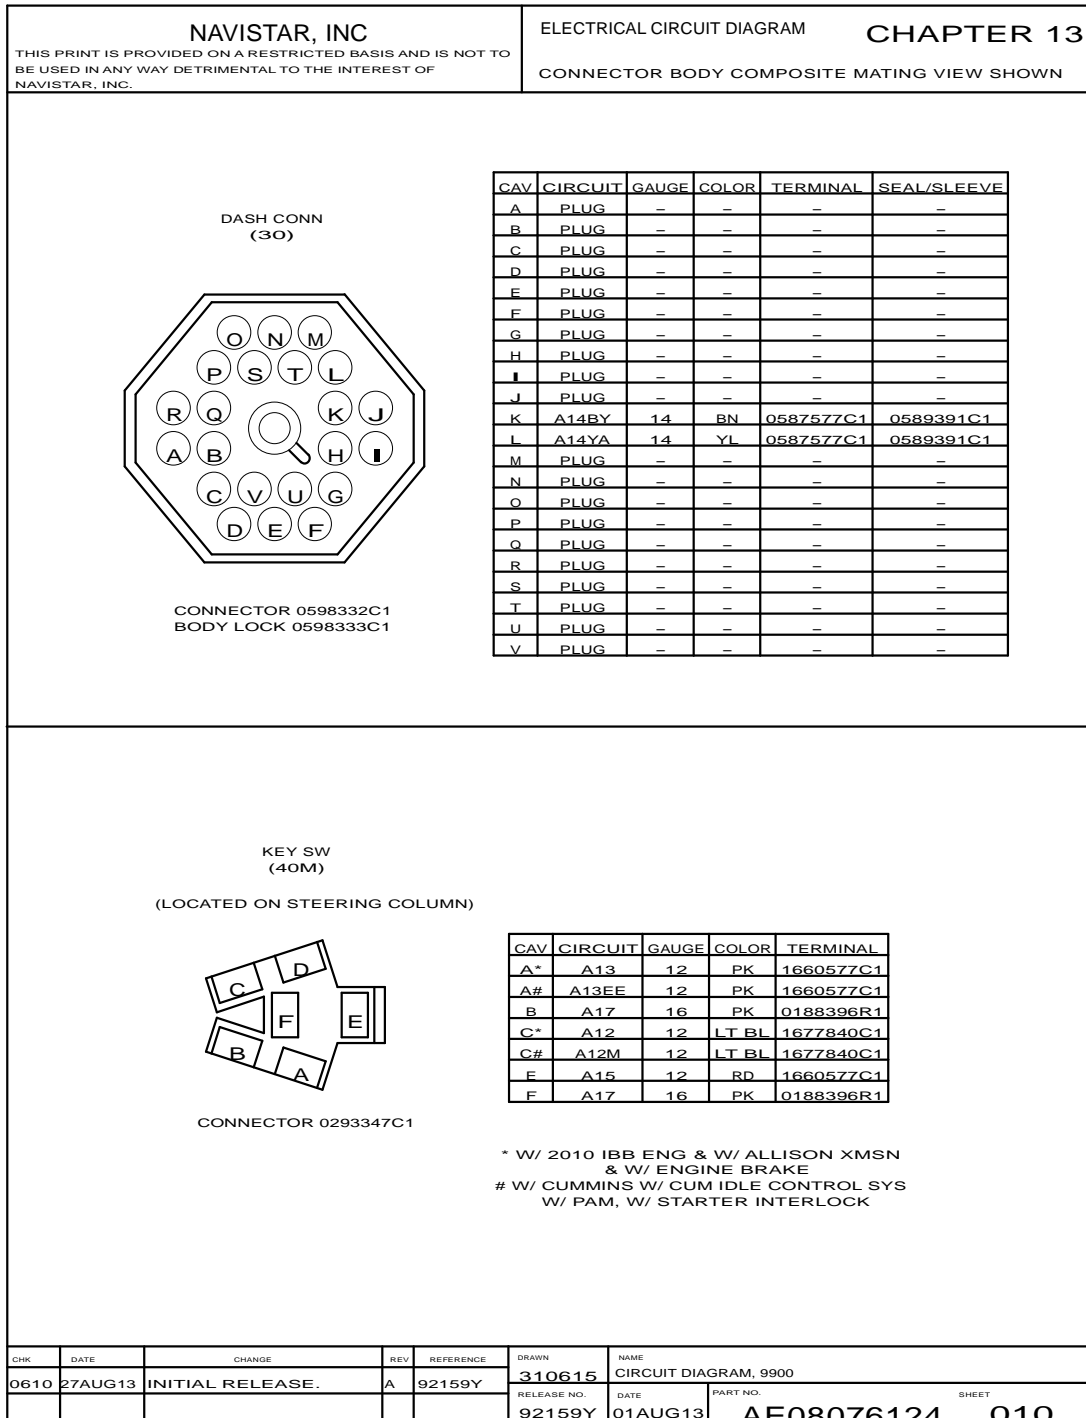 NAVISTAR, INC
THIS PRINT IS PROVIDED ON A RESTRICTED BASIS AND IS NOT TO
BE USED IN ANY WAY DETRIMENTAL TO THE INTEREST OF
NAVISTAR, INC.
ELECTRICAL CIRCUIT DIAGRAM CHAPTER 13
CONNECTOR BODY COMPOSITE MATING VIEW SHOWN
DASH CONN
(30)
O N M
P S T L
R Q K J
A B H I
C V U G
D E F
CONNECTOR 0598332C1
BODY LOCK 0598333C1
CAV CIRCUIT GAUGE COLOR TERMINAL SEAL/SLEEVE
A PLUG – – – –
B PLUG – – – –
C PLUG – – – –
D PLUG – – – –
E PLUG – – – –
F PLUG – – – –
G PLUG – – – –
H PLUG – – – –
I PLUG – – – –
J PLUG – – – –
K A14BY 14 BN 0587577C1 0589391C1
L A14YA 14 YL 0587577C1 0589391C1
M PLUG – – – –
N PLUG – – – –
O PLUG – – – –
P PLUG – – – –
Q PLUG – – – –
R PLUG – – – –
S PLUG – – – –
T PLUG – – – –
U PLUG – – – –
V PLUG – – – –
KEY SW
(40M)
(LOCATED ON STEERING COLUMN)
D
C
F E
B
A
CONNECTOR 0293347C1
CAV CIRCUIT GAUGE COLOR TERMINAL
A* A13 12 PK 1660577C1
A# A13EE 12 PK 1660577C1
B A17 16 PK 0188396R1
C* A12 12 LT BL 1677840C1
C# A12M 12 LT BL 1677840C1
E A15 12 RD 1660577C1
F A17 16 PK 0188396R1
* W/ 2010 IBB ENG & W/ ALLISON XMSN
& W/ ENGINE BRAKE
# W/ CUMMINS W/ CUM IDLE CONTROL SYS
W/ PAM, W/ STARTER INTERLOCK
CHK DATE CHANGE REV REFERENCE
0610 27AUG13 INITIAL RELEASE. A 92159Y
DRAWN
310615
NAME
CIRCUIT DIAGRAM, 9900
RELEASE NO.
92159Y
DATE
01AUG13
PART NO.
AE08076124
SHEET
010